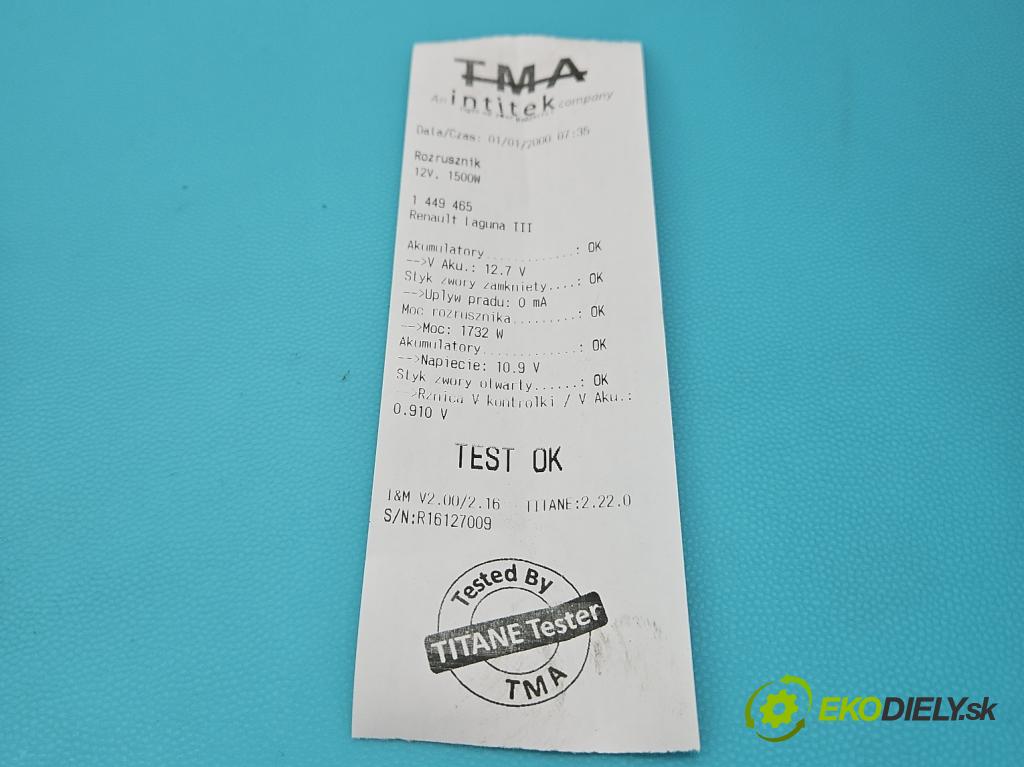 TMA
An intitek company
Data/Czas: 01/01/2000 07:35
Rozrusznik
12V. 1500W
1 449 465
Renault Laguna III
Akumulatory............: OK
-->V Aku.: 12.7 V
Styk zwory zamkniety....: OK
-->Uplyw pradu: 0 mA
Moc rozrusznika.........: OK
-->Moc: 1732 W
Akumulatory.............: OK
-->Napiecie: 10.9 V
Styk zwory otwarty......: OK
-->Rznica V kontrolki / V Aku.:
0.910 V
TEST OK
I&M V2.00/2.16 TITANE:2.22.0
S/N:R16127009
Tested By
TITANE Tester
TMA
EKODIELY.sk